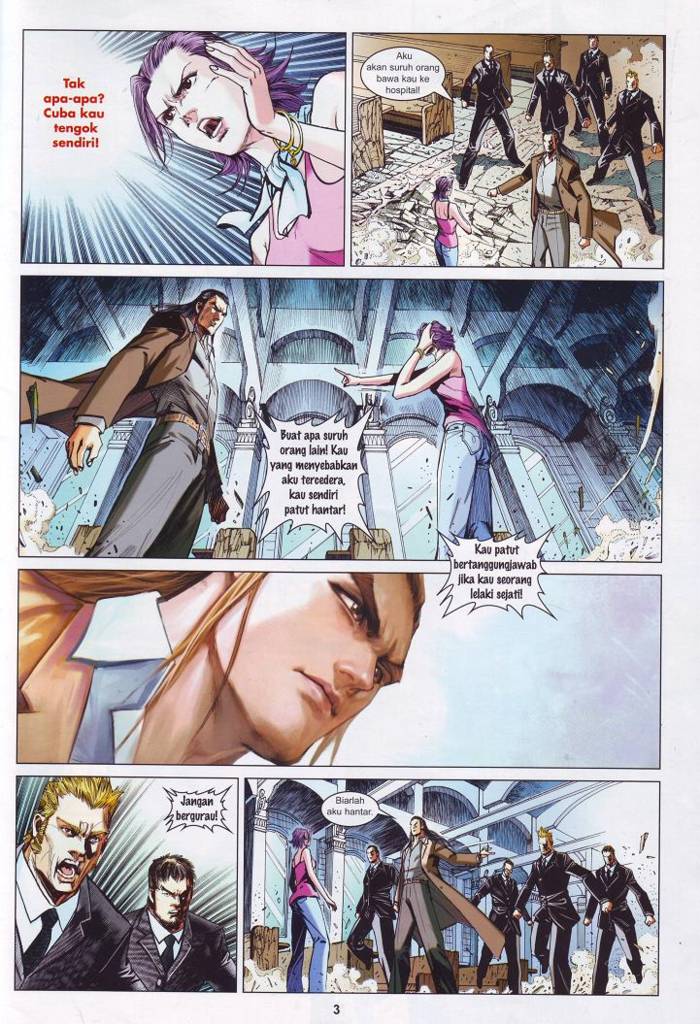 Tak
apa-apa?
Cuba kau
tengok
sendiri!
Aku
akan suruh orang
bawa kau ke
hospital!
Buat apa suruh
orang lain! Kau
yang menyebabkan
aku tercedera,
kau sendiri
patut hantar!
Kau patut
bertanggungjawab
jika kau seorang
lelaki sejati!
Jangan
bergurau!
Biarlah
aku hantar.
3